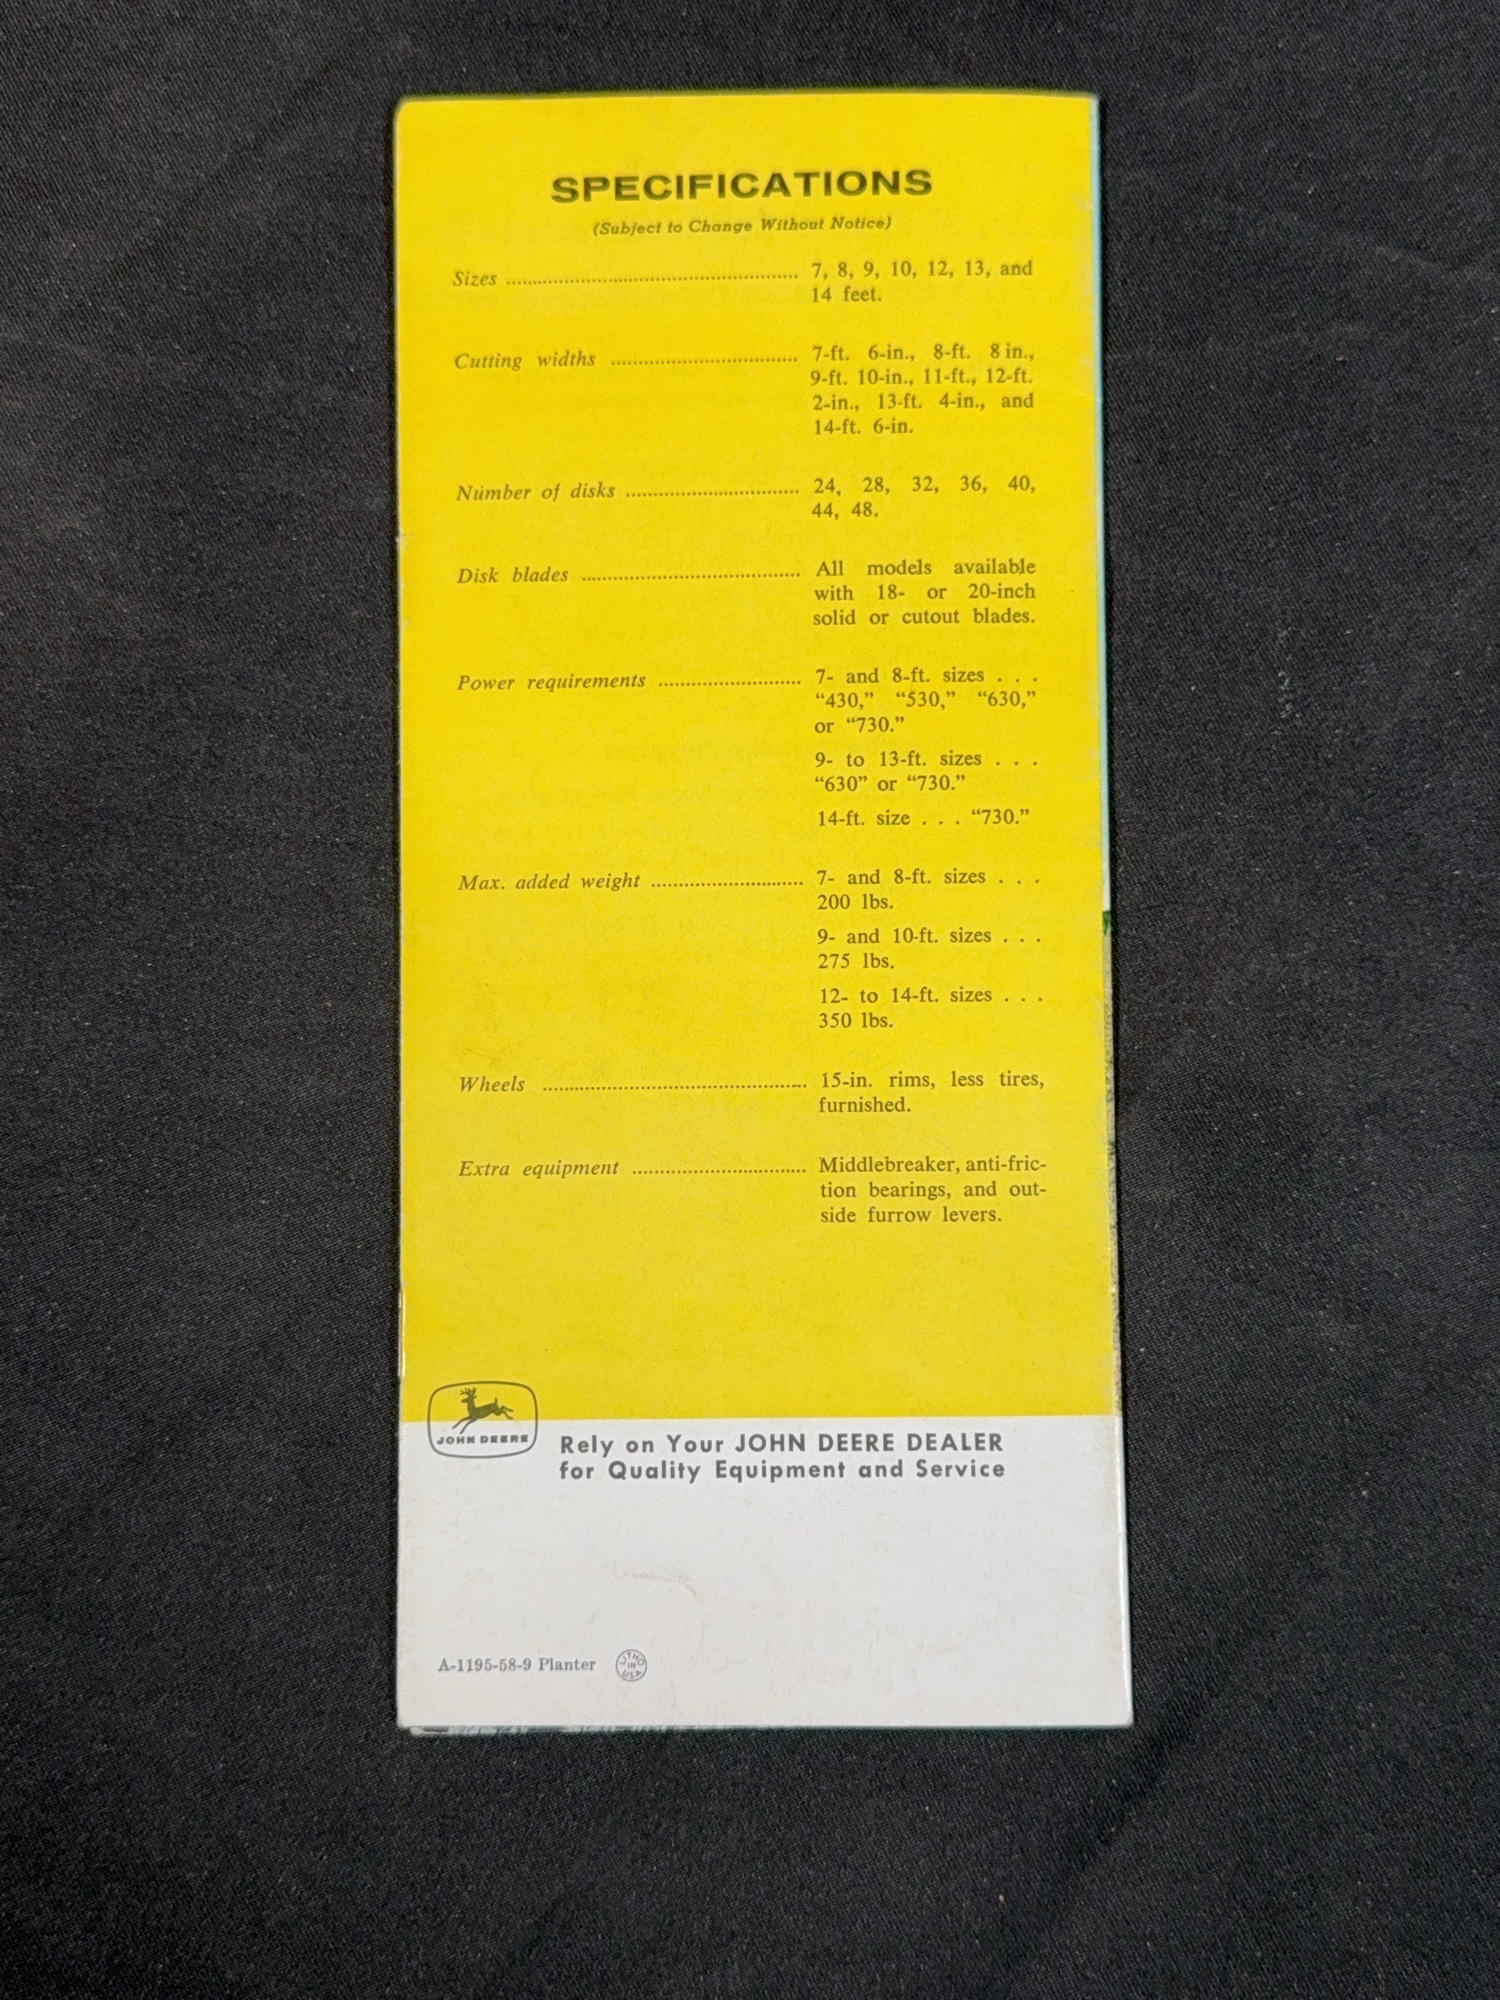 SPECIFICATIONS
(Subject to Change Without Notice)
Sizes ........................................ 7, 8, 9, 10, 12, 13, and
14 feet.
Cutting widths ........................................ 7-ft. 6-in., 8-ft. 8 in.,
9-ft. 10-in., 11-ft., 12-ft.
2-in., 13-ft. 4-in., and
14-ft. 6-in.
Number of disks ........................................ 24, 28, 32, 36, 40,
44, 48.
Disk blades ........................................ All models available
with 18- or 20-inch
solid or cutout blades.
Power requirements ........................................ 7- and 8-ft. sizes . . .
“430,” “530,” “630,”
or “730.”
9- to 13-ft. sizes . . .
“630” or “730.”
14-ft. size . . . “730.”
Max. added weight ........................................ 7- and 8-ft. sizes . . .
200 lbs.
9- and 10-ft. sizes . . .
275 lbs.
12- to 14-ft. sizes . . .
350 lbs.
Wheels ........................................ 15-in. rims, less tires,
furnished.
Extra equipment ........................................ Middlebreaker, anti-fric-
tion bearings, and out-
side furrow levers.
JOHN DEERE
Rely on Your JOHN DEERE DEALER
for Quality Equipment and Service
A-1195-58-9 Planter
LITHO
IN
USA